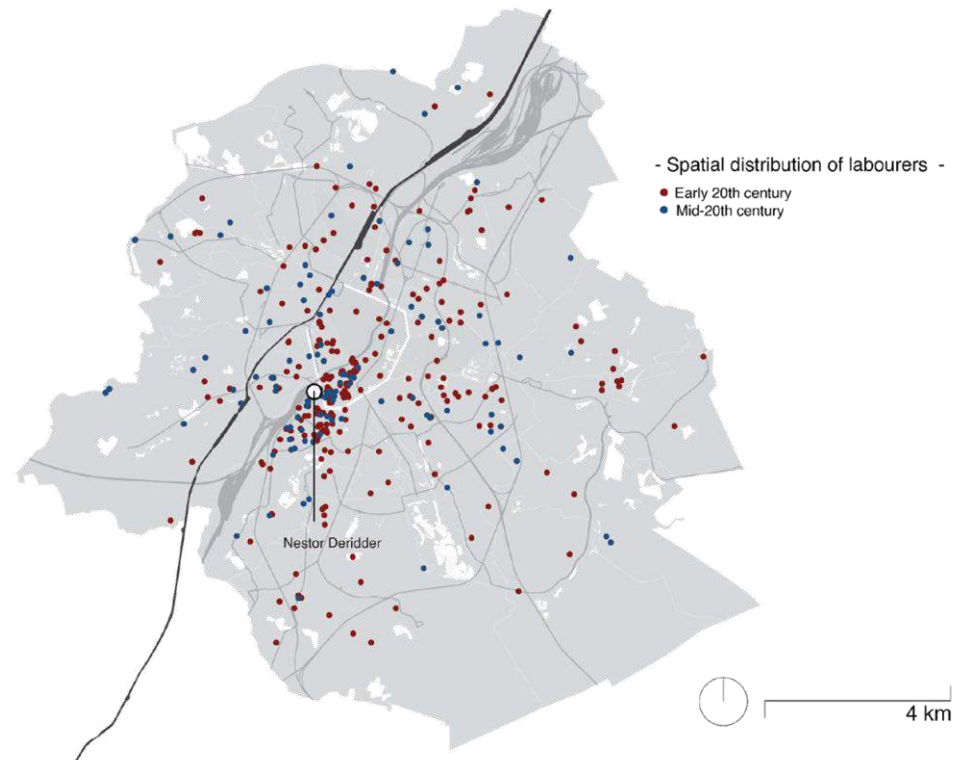 - Spatial distribution of labourers -
Early 20th century
Mid-20th century
Nestor Deridder
4 km